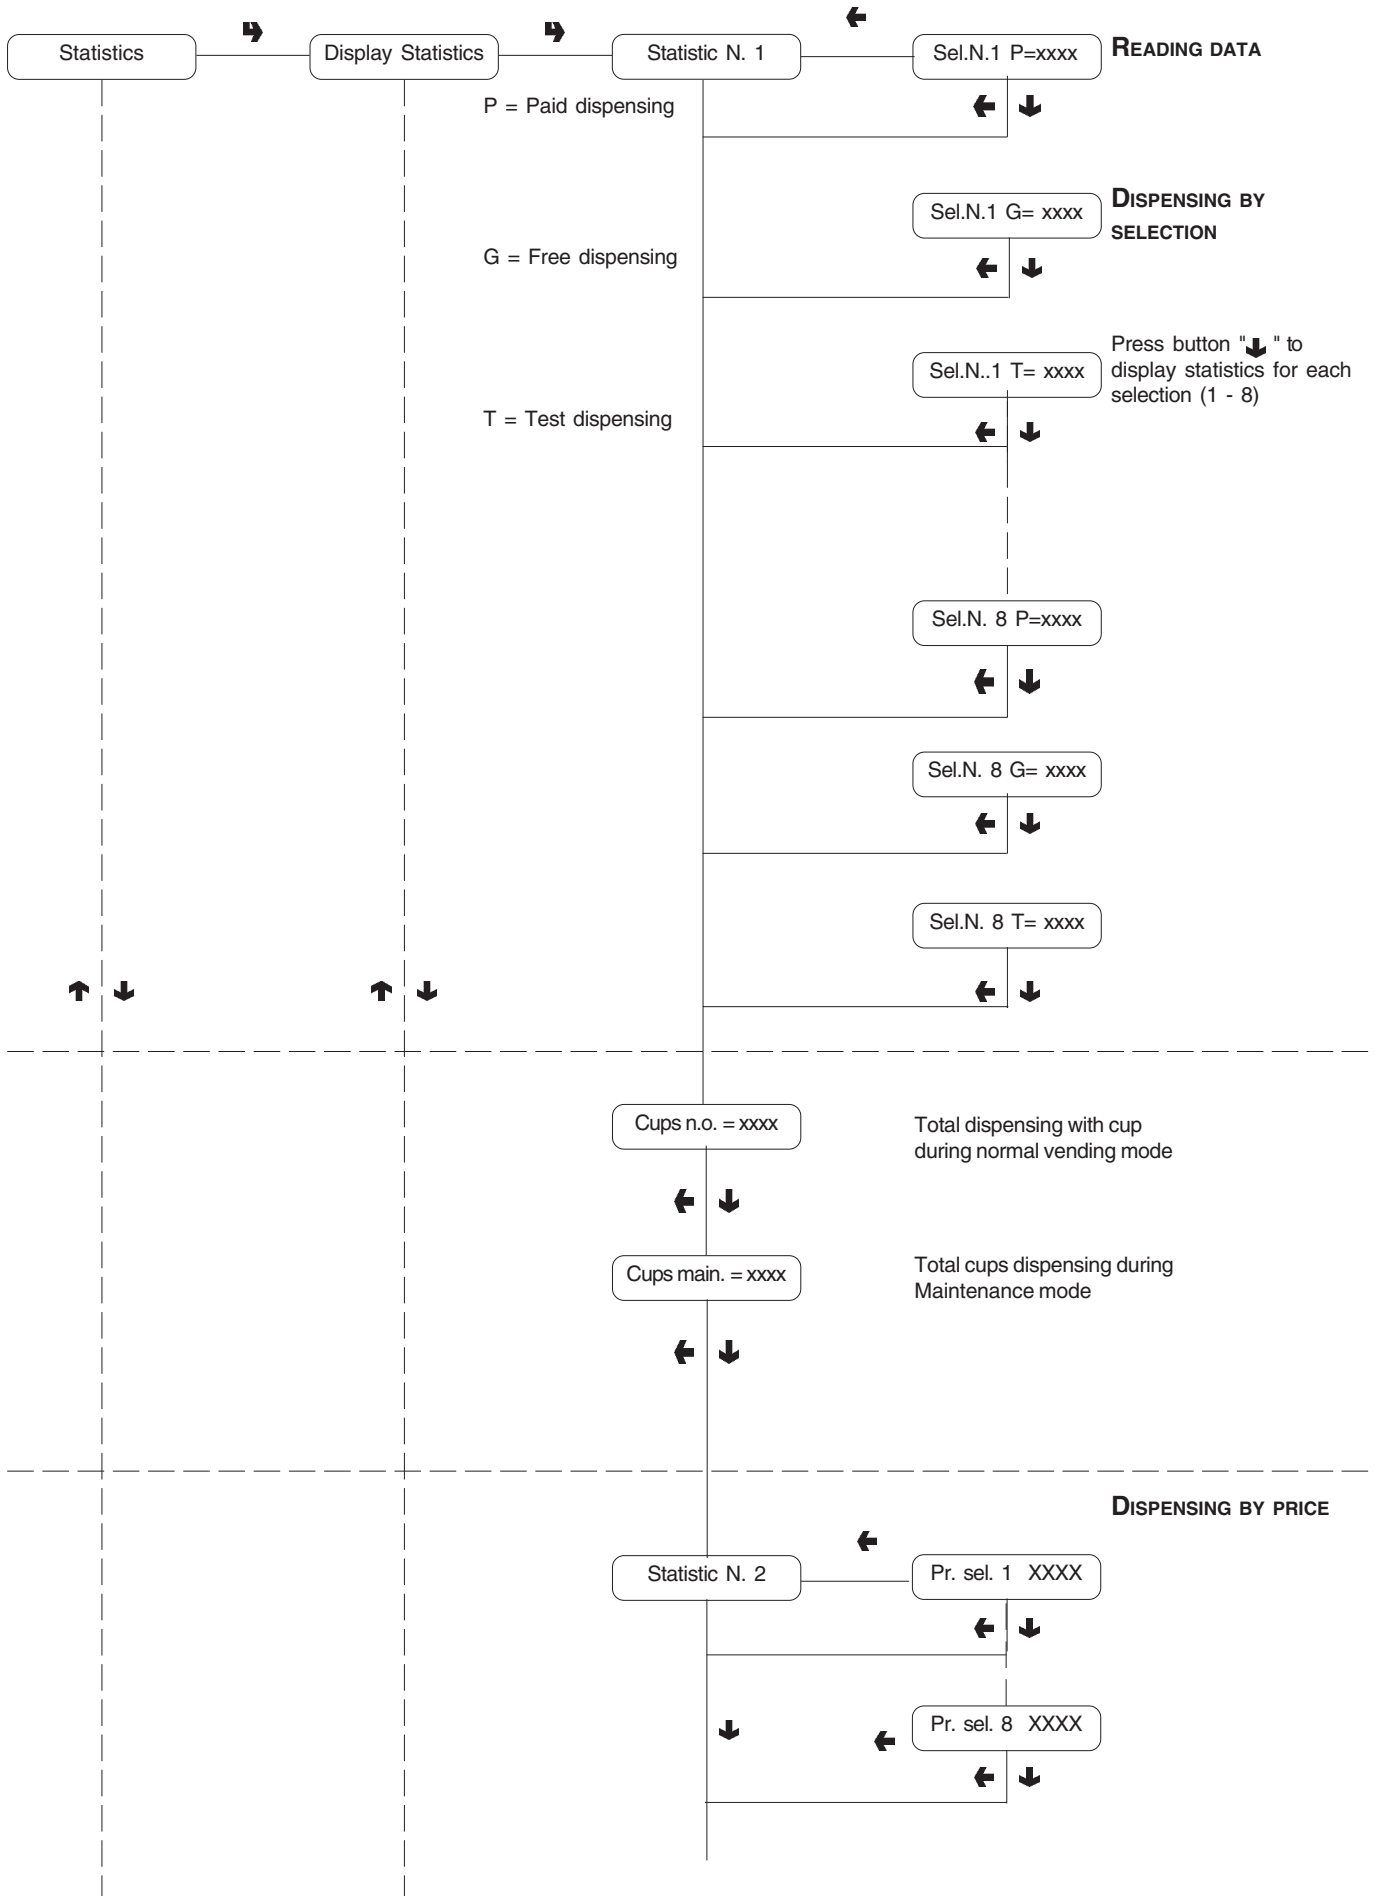 Statistics
Display Statistics
Statistic N. 1
Sel.N.1 P=xxxx
READING DATA
P = Paid dispensing
Sel.N.1 G= xxxx
DISPENSING BY
SELECTION
G = Free dispensing
Sel.N..1 T= xxxx
Press button "🡇 " to
display statistics for each
selection (1 - 8)
T = Test dispensing
Sel.N. 8 P=xxxx
Sel.N. 8 G= xxxx
Sel.N. 8 T= xxxx
Cups n.o. = xxxx
Total dispensing with cup
during normal vending mode
Cups main. = xxxx
Total cups dispensing during
Maintenance mode
DISPENSING BY PRICE
Statistic N. 2
Pr. sel. 1 XXXX
Pr. sel. 8 XXXX